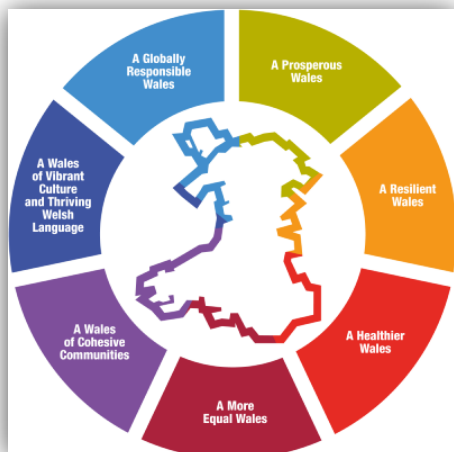 A Globally
Responsible
Wales
A Prosperous
Wales
A Resilient
Wales
A Healthier
Wales
A More
Equal Wales
A Wales
of Cohesive
Communities
A Wales
of Vibrant
Culture
and Thriving
Welsh
Language